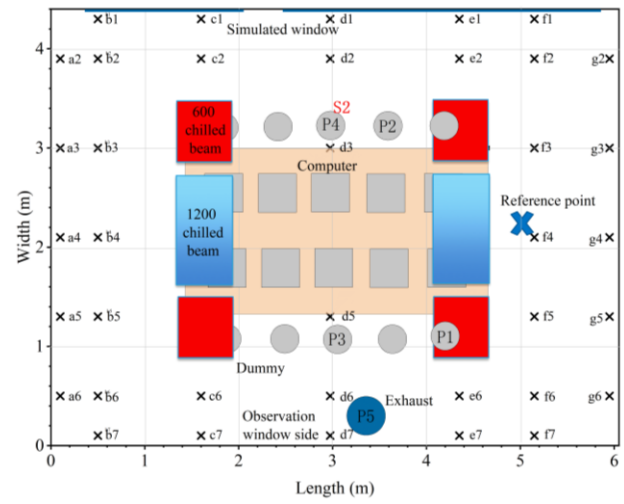 b1 c1 d1 e1 f1
Simulated window
4
a2 b2 c2 d2 e2 f2 g2
S2
600
chilled
beam
P4 P2
3
a3 b3 d3 f3 g3
Computer
Reference point
1200
chilled
beam
Width (m)
2
a4 b4 f4 g4
a5 b5 d5 f5 g5
1
P3 P1
Dummy
a6 b6 c6 d6 e6 f6 g6
Exhaust
P5
Observation
window side
b7 c7 d7 e7 f7
0
0 1 2 3 4 5 6
Length (m)